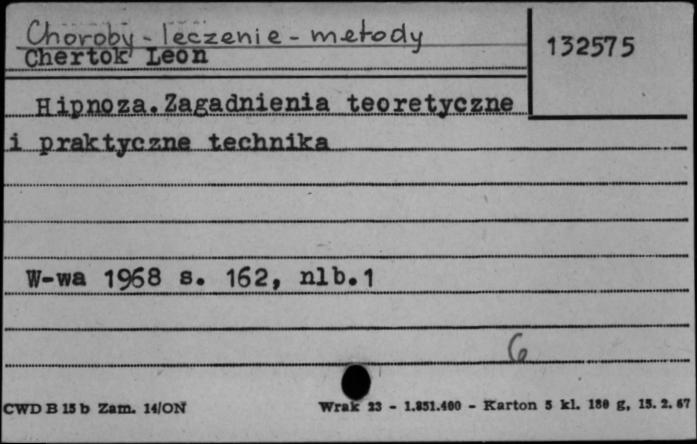 Choroby - leczenie - metody
132575
Chertok Leon
Hipnoza. Zagadnienia teoretyczne
i praktyczne technika
W-wa 1968 s. 162, nlb.1
6
CWD B 15 b Zam. 14/ON
Wrak 23 - 1.851.400 - Karton 5 kl. 180 g, 15. 2. 67